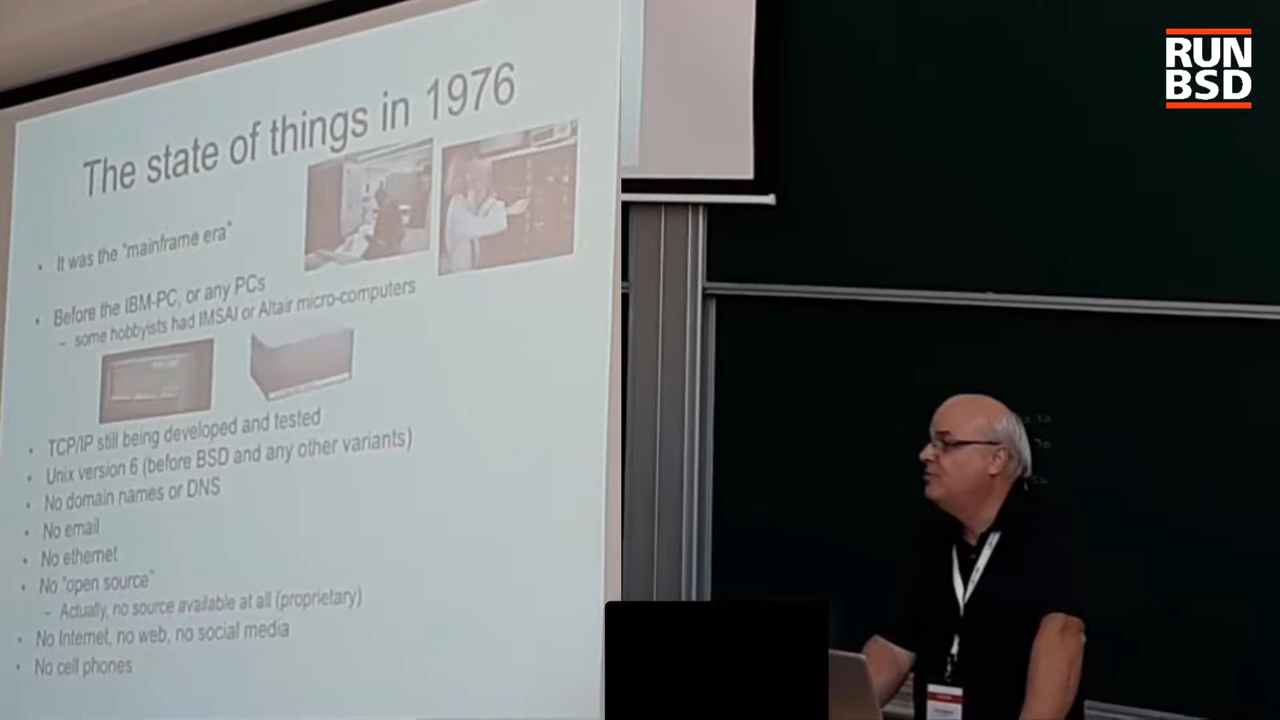 The state of things in 1976
• It was the "mainframe era"
• Before the IBM-PC, or any PCs
– some hobbyists had IMSAI or Altair micro-computers
• TCP/IP still being developed and tested
• Unix version 6 (before BSD and any other variants)
• No domain names or DNS
• No email
• No ethernet
• No "open source"
– Actually, no source available at all (proprietary)
• No Internet, no web, no social media
• No cell phones
RUN
BSD